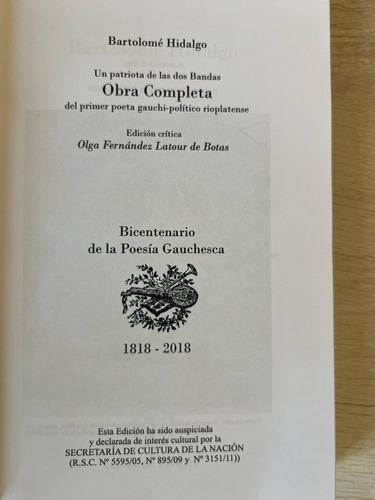 Bartolomé Hidalgo
Un patriota de las dos Bandas
Obra Completa
del primer poeta gauchi-político rioplatense
Edición crítica
Olga Fernández Latour de Botas
Bicentenario
de la Poesía Gauchesca
1818 - 2018
Esta Edición ha sido auspiciada
y declarada de interés cultural por la
SECRETARÍA DE CULTURA DE LA NACIÓN
(R.S.C. Nº 5595/05, Nº 895/09 y Nº 3151/11))